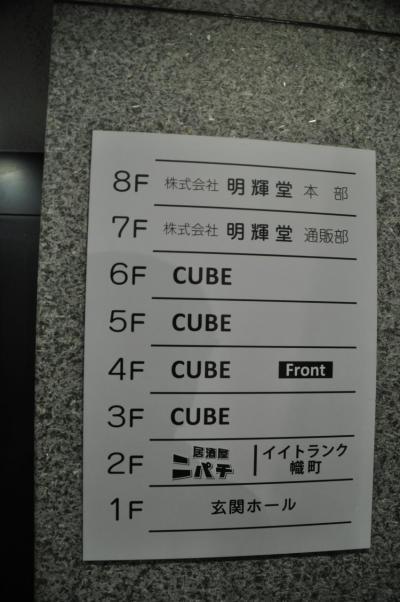 8F 株式会社 明輝堂 本部
7F 株式会社 明輝堂 通販部
6F CUBE
5F CUBE
4F CUBE Front
3F CUBE
2F 居酒屋 ニパチ イイトランク 幟町
1F 玄関ホール